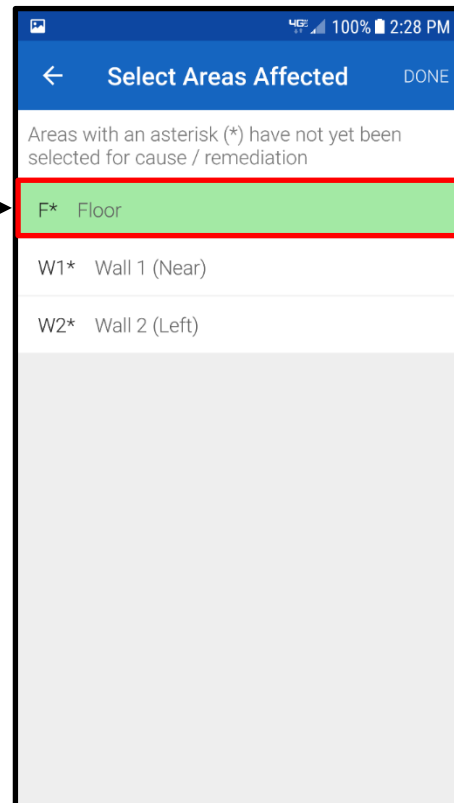 4GE 100% 2:28 PM
Select Areas Affected DONE
Areas with an asterisk (*) have not yet been
selected for cause / remediation
F* Floor
W1* Wall 1 (Near)
W2* Wall 2 (Left)